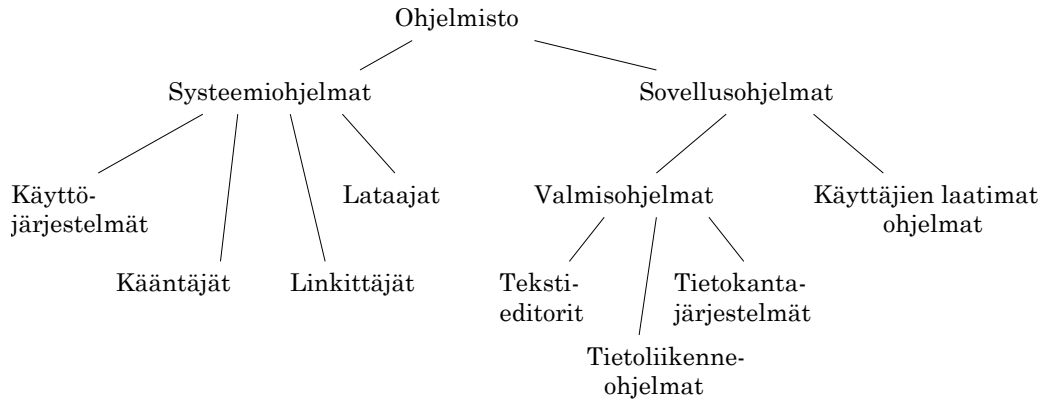 Ohjelmisto
Systeemiohjelmat
Sovellusohjelmat
Käyttö-
järjestelmät
Lataajat
Valmisohjelmat
Käyttäjien laatimat
ohjelmat
Kääntäjät
Linkittäjät
Teksti-
editorit
Tietokanta-
järjestelmät
Tietoliikenne-
ohjelmat